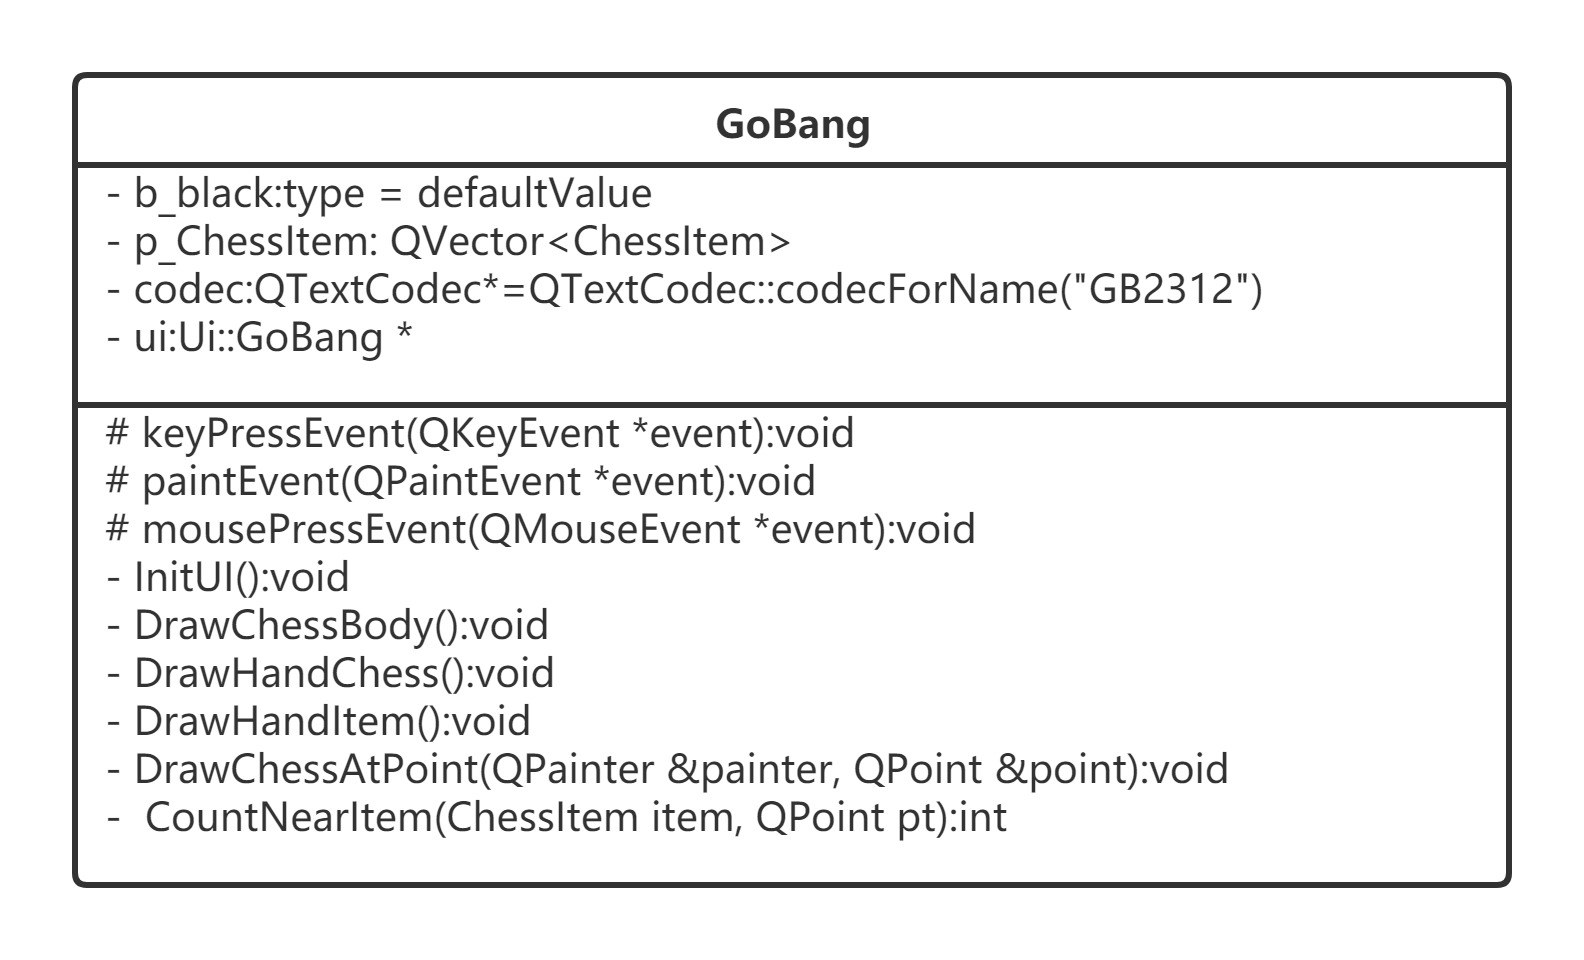 GoBang
- b_black:type = defaultValue
- p_ChessItem: QVector<ChessItem>
- codec:QTextCodec*=QTextCodec::codecForName("GB2312")
- ui:Ui::GoBang *
# keyPressEvent(QKeyEvent *event):void
# paintEvent(QPaintEvent *event):void
# mousePressEvent(QMouseEvent *event):void
- InitUI():void
- DrawChessBody():void
- DrawHandChess():void
- DrawHandItem():void
- DrawChessAtPoint(QPainter &painter, QPoint &point):void
-  CountNearItem(ChessItem item, QPoint pt):int